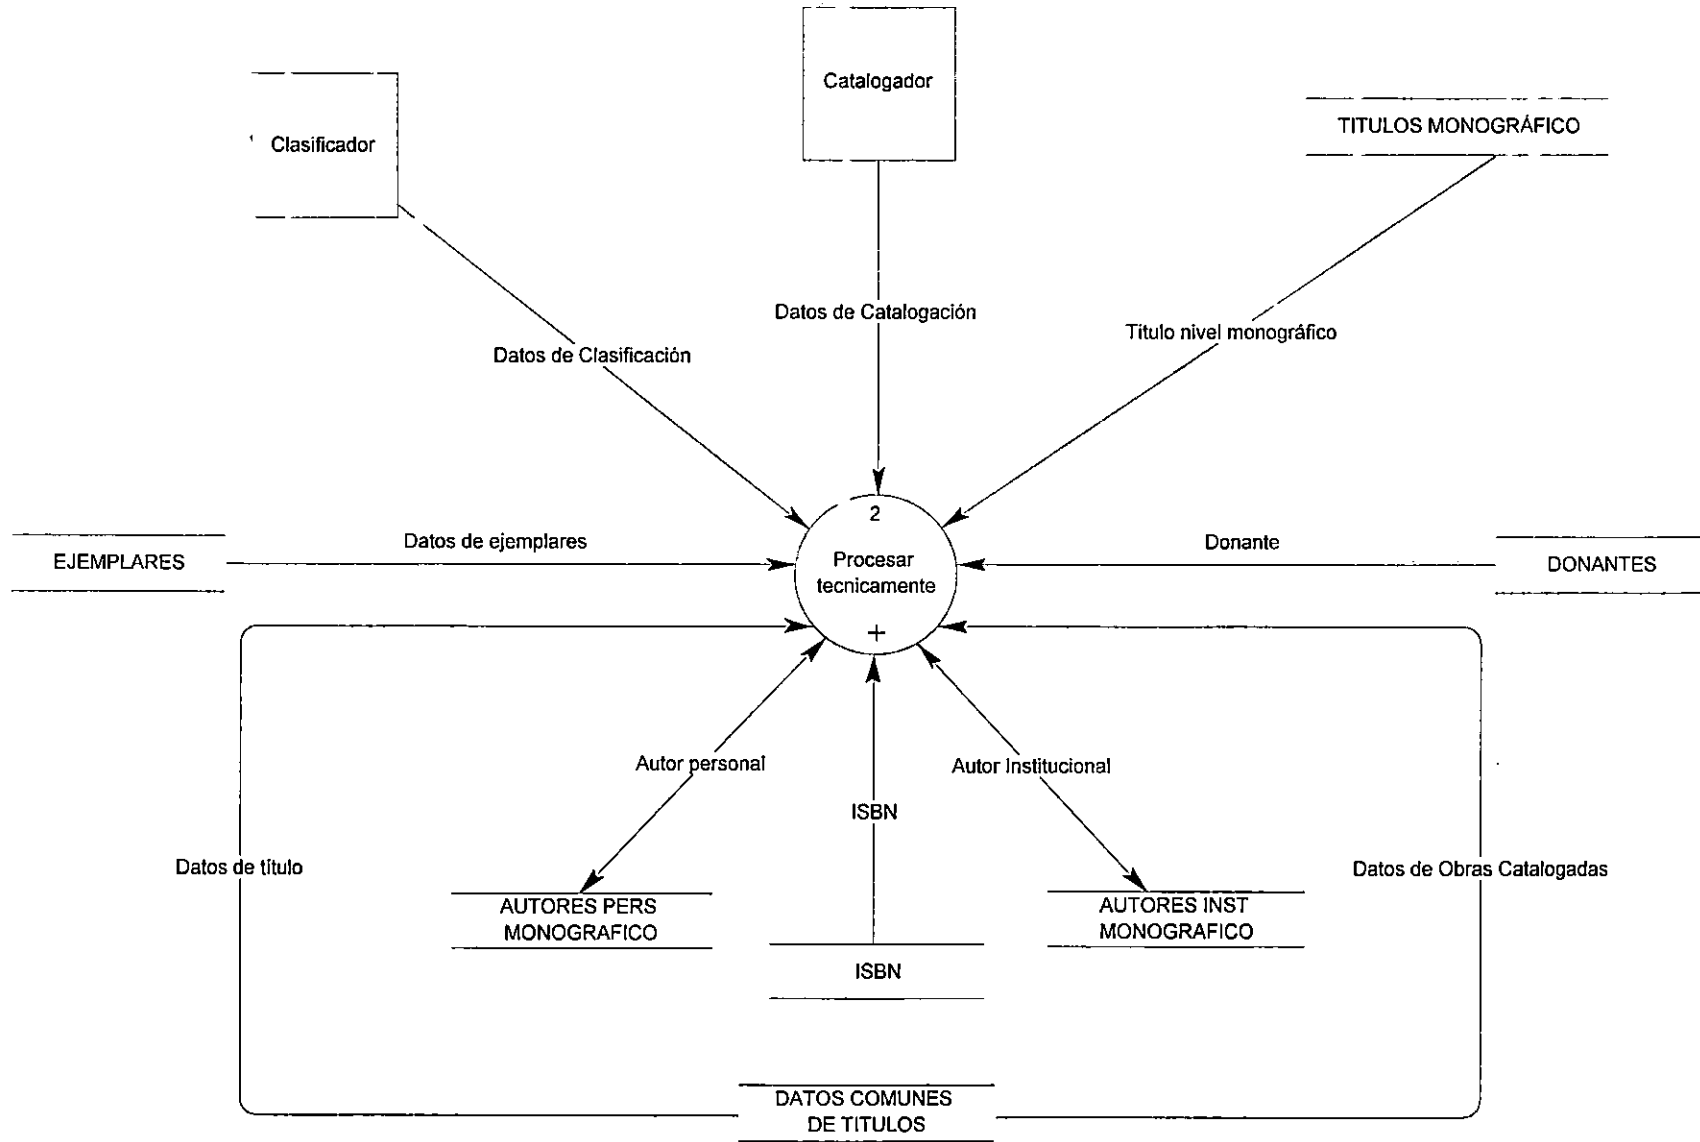 Catalogador
Clasificador
TITULOS MONOGRÁFICO
Datos de Catalogación
Titulo nivel monográfico
Datos de Clasificación
2
Procesar
tecnicamente
+
EJEMPLARES
Datos de ejemplares
Donante
DONANTES
Autor personal
Autor Institucional
ISBN
Datos de título
Datos de Obras Catalogadas
AUTORES PERS
MONOGRAFICO
AUTORES INST
MONOGRAFICO
ISBN
DATOS COMUNES
DE TITULOS